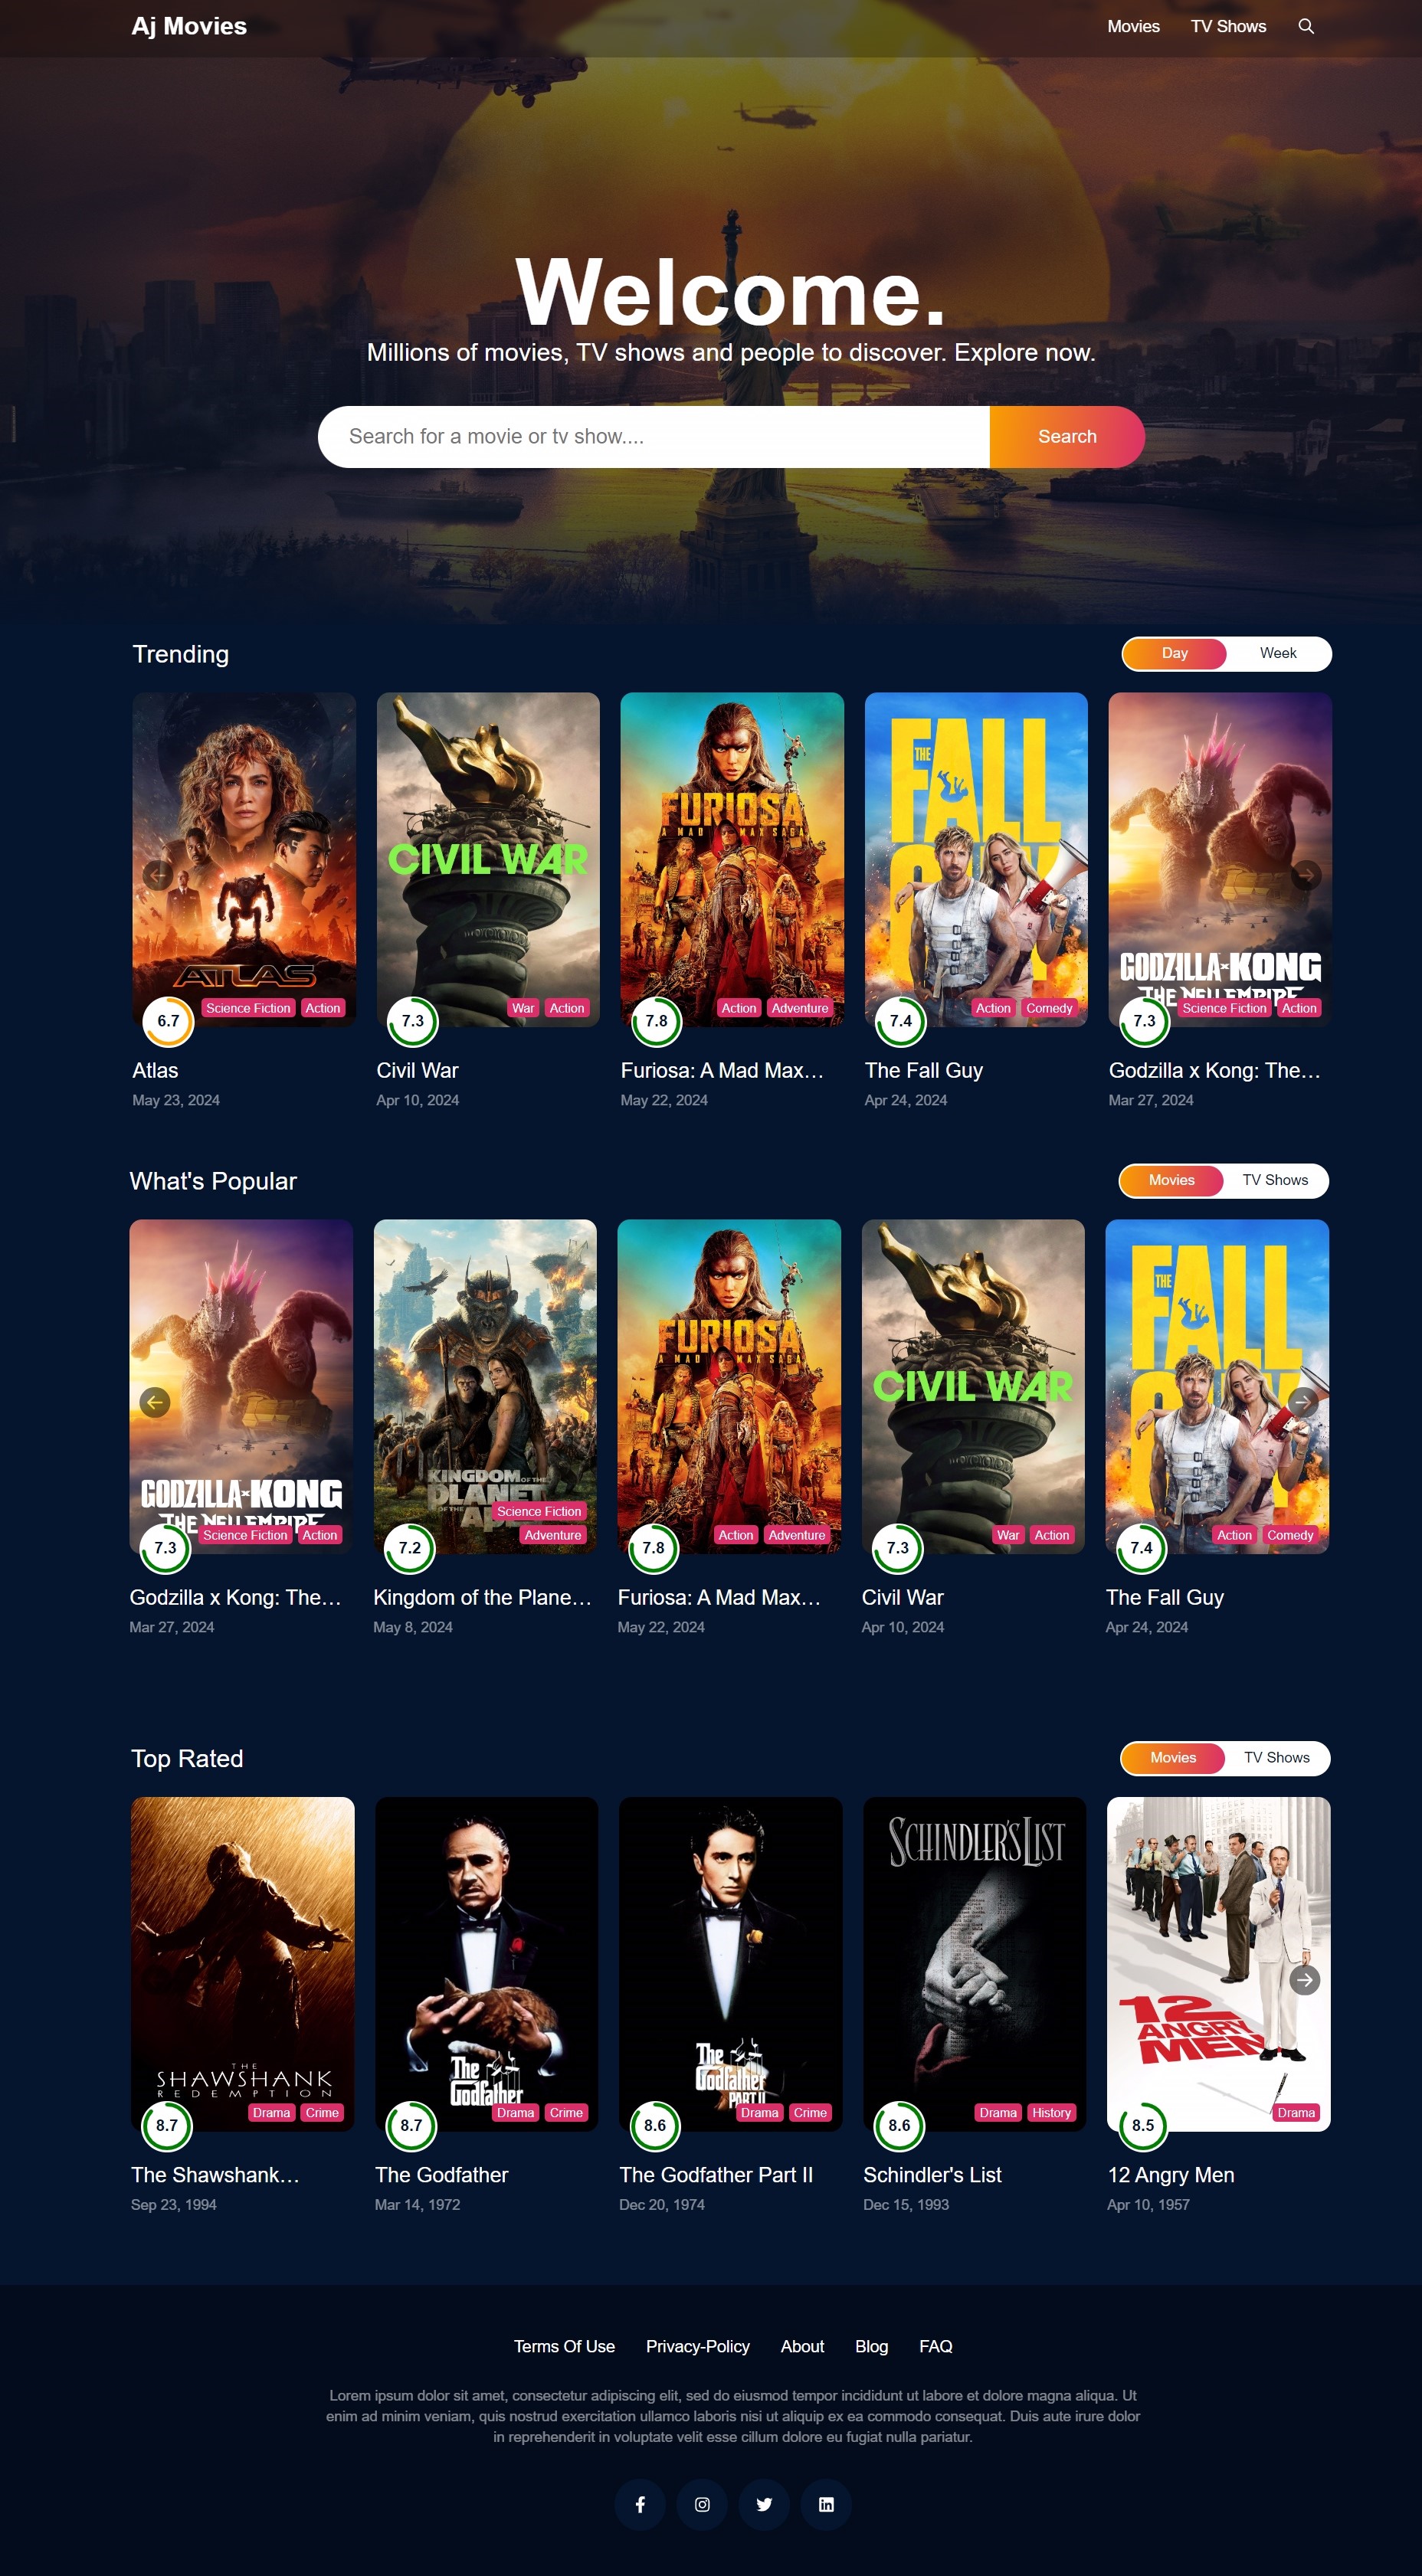 Aj Movies
Movies TV Shows
Welcome.
Millions of movies, TV shows and people to discover. Explore now.
Search for a movie or tv show.... Search
Trending
Day Week
ATLAS
CIVIL WAR
FURIOSA
A MAD MAX SAGA
THE
FALL
GUY
GODZILLA x KONG
THE NEW EMPIRE
6.7 Science Fiction Action
7.3 War Action
7.8 Action Adventure
7.4 Action Comedy
7.3 Science Fiction Action
Atlas
May 23, 2024
Civil War
Apr 10, 2024
Furiosa: A Mad Max...
May 22, 2024
The Fall Guy
Apr 24, 2024
Godzilla x Kong: The...
Mar 27, 2024
What's Popular
Movies TV Shows
GODZILLA x KONG
THE NEW EMPIRE
KINGDOM OF THE
PLANET
OF THE APES
FURIOSA
A MAD MAX SAGA
CIVIL WAR
THE
FALL
GUY
7.3 Science Fiction Action
7.2 Science Fiction
Adventure
7.8 Action Adventure
7.3 War Action
7.4 Action Comedy
Godzilla x Kong: The...
Mar 27, 2024
Kingdom of the Plane...
May 8, 2024
Furiosa: A Mad Max...
May 22, 2024
Civil War
Apr 10, 2024
The Fall Guy
Apr 24, 2024
Top Rated
Movies TV Shows
THE
SHAWSHANK
REDEMPTION
The
Godfather
The
Godfather
PART II
SCHINDLER'S LIST
12
ANGRY
MEN
8.7 Drama Crime
8.7 Drama Crime
8.6 Drama Crime
8.6 Drama History
8.5 Drama
The Shawshank...
Sep 23, 1994
The Godfather
Mar 14, 1972
The Godfather Part II
Dec 20, 1974
Schindler's List
Dec 15, 1993
12 Angry Men
Apr 10, 1957
Terms Of Use Privacy-Policy About Blog FAQ
Lorem ipsum dolor sit amet, consectetur adipiscing elit, sed do eiusmod tempor incididunt ut labore et dolore magna aliqua. Ut
enim ad minim veniam, quis nostrud exercitation ullamco laboris nisi ut aliquip ex ea commodo consequat. Duis aute irure dolor
in reprehenderit in voluptate velit esse cillum dolore eu fugiat nulla pariatur.